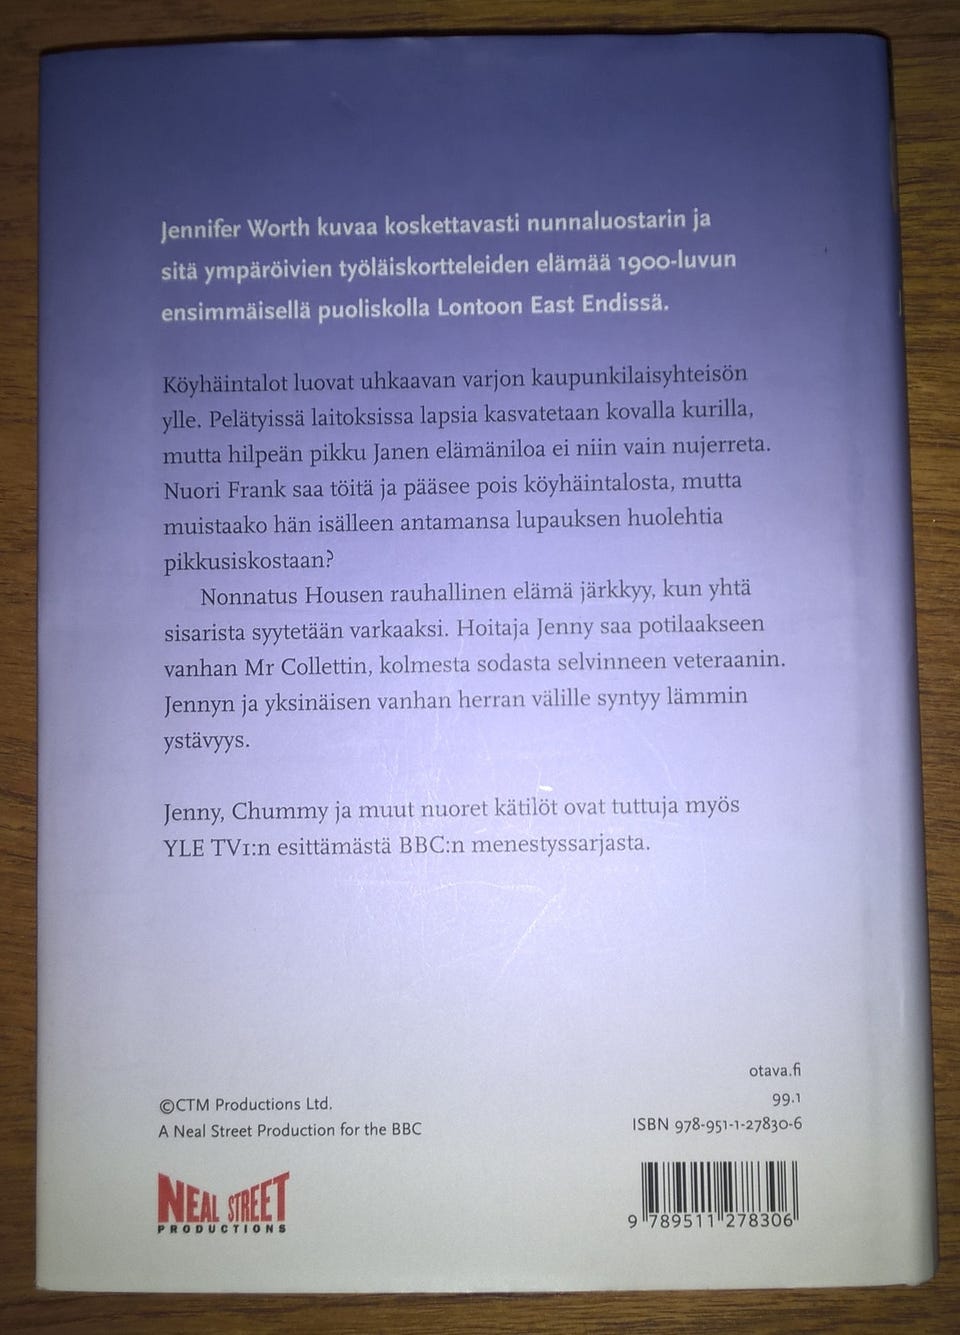 Jennifer Worth kuvaa koskettavasti nunnaluostarin ja
sitä ympäröivien työläiskortteleiden elämää 1900-luvun
ensimmäisellä puoliskolla Lontoon East Endissä.
Köyhäintalot luovat uhkaavan varjon kaupunkilaisyhteisön
ylle. Pelätyissä laitoksissa lapsia kasvatetaan kovalla kurilla,
mutta hilpeän pikku Janen elämäniloa ei niin vain nujerreta.
Nuori Frank saa töitä ja pääsee pois köyhäintalosta, mutta
muistaako hän isälleen antamansa lupauksen huolehtia
pikkusiskostaan?
Nonnatus Housen rauhallinen elämä järkkyy, kun yhtä
sisarista syytetään varkaaksi. Hoitaja Jenny saa potilaakseen
vanhan Mr Collettin, kolmesta sodasta selvinneen veteraanin.
Jennyn ja yksinäisen vanhan herran välille syntyy lämmin
ystävyys.
Jenny, Chummy ja muut nuoret kätilöt ovat tuttuja myös
YLE TV1:n esittämästä BBC:n menestyssarjasta.
©CTM Productions Ltd.
A Neal Street Production for the BBC
NEAL STREET
PRODUCTIONS
otava.fi
99.1
ISBN 978-951-1-27830-6
9 789511 278306